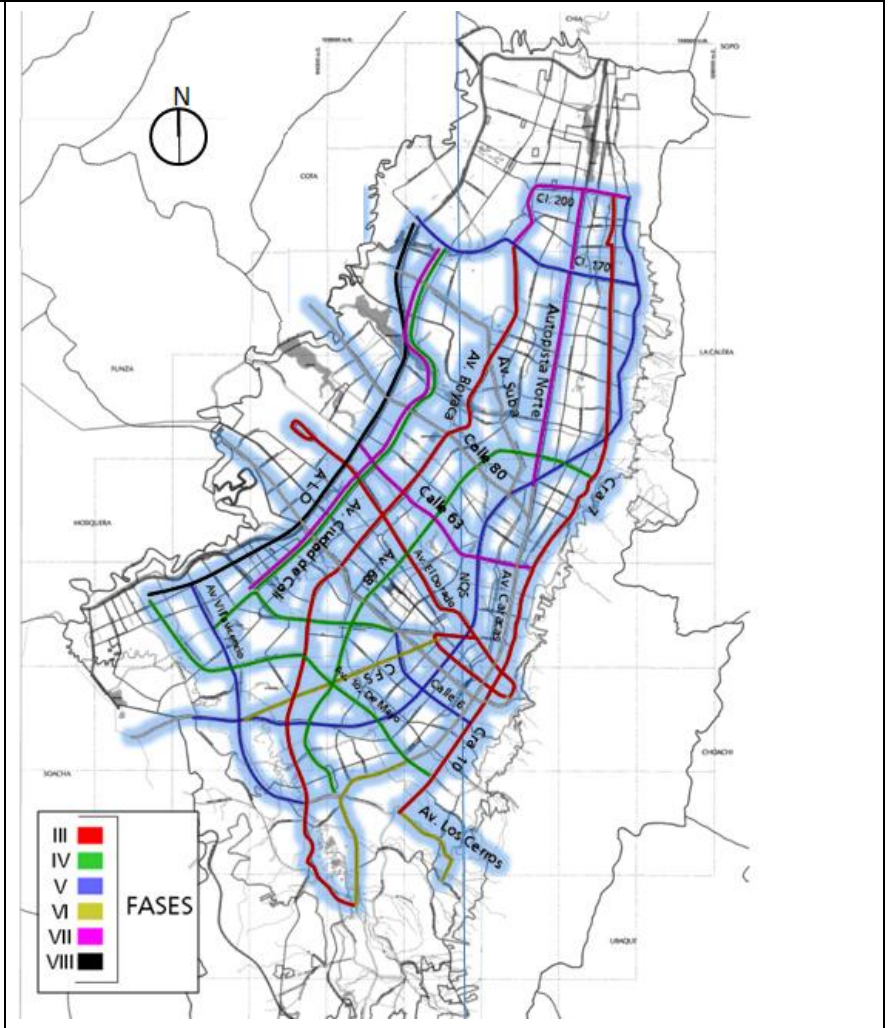 CHIA
SOPO
N
COTA
Cl. 200
Cl. 170
LA CALERA
FUNZA
Autopista Norte
Av. Suba
Av. Boyaca
Calle 80
Cra. 7
A-LO
Calle 63
MOSQUERA
Av. Ciudad de Cali
Av. 68
Av. El Dorado
NQS
Av. Caracas
Av. Villavicencio
C.F.S
Av. 1o. De Mayo
Calle 6
Cra. 10
CHOACHI
SOACHA
Av. Los Cerros
UBAQUE
III
IV
V
VI
VII
VIII
FASES